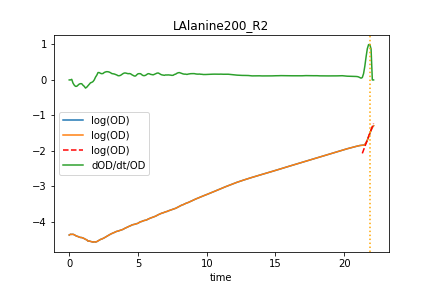 LAlanine200_R2
1
0
−1
−2
−3
−4
log(OD)
log(OD)
log(OD)
dOD/dt/OD
0 5 10 15 20
time